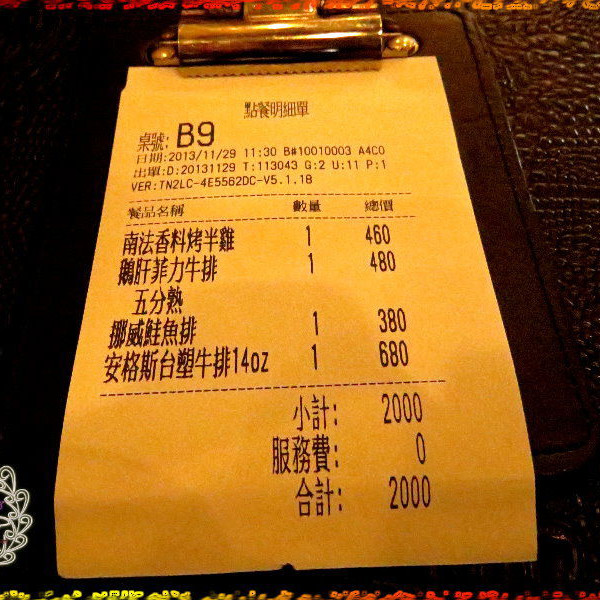 點餐明細單
桌號: B9
日期:2013/11/29 11:30 B#10010003 A4C0
出單:D:20131129 T:113043 G:2 U:11 P:1
VER:TN2LC-4E5562DC-V5.1.18
餐品名稱 數量 總價
南法香料烤半雞 1 460
鵝肝菲力牛排 1 480
五分熟
挪威鮭魚排 1 380
安格斯台塑牛排14oz 1 680
小計: 2000
服務費: 0
合計: 2000